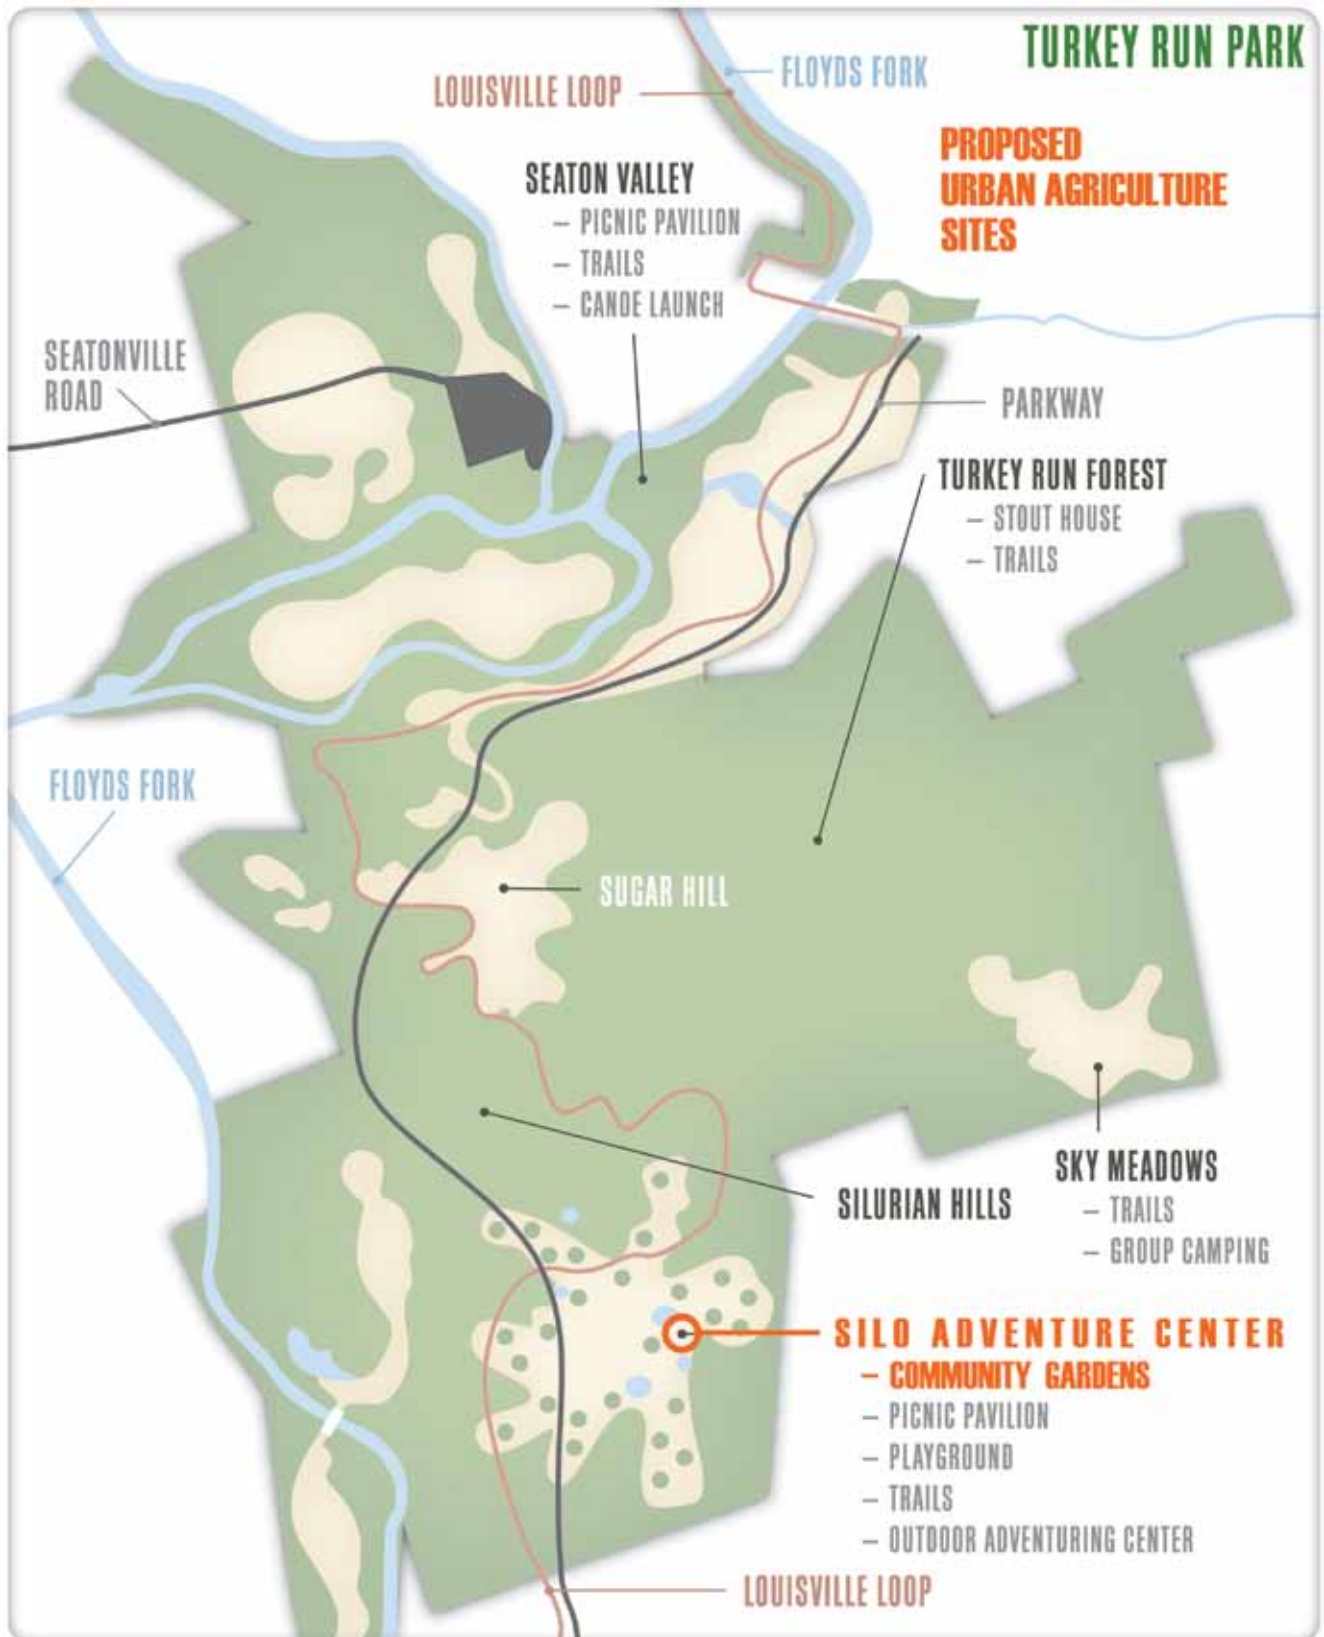 TURKEY RUN PARK
FLOYDS FORK
LOUISVILLE LOOP
PROPOSED
URBAN AGRICULTURE
SITES
SEATON VALLEY
– PICNIC PAVILION
– TRAILS
– CANOE LAUNCH
SEATONVILLE
ROAD
PARKWAY
TURKEY RUN FOREST
– STOUT HOUSE
– TRAILS
FLOYDS FORK
SUGAR HILL
SKY MEADOWS
– TRAILS
– GROUP CAMPING
SILURIAN HILLS
SILO ADVENTURE CENTER
– COMMUNITY GARDENS
– PICNIC PAVILION
– PLAYGROUND
– TRAILS
– OUTDOOR ADVENTURING CENTER
LOUISVILLE LOOP